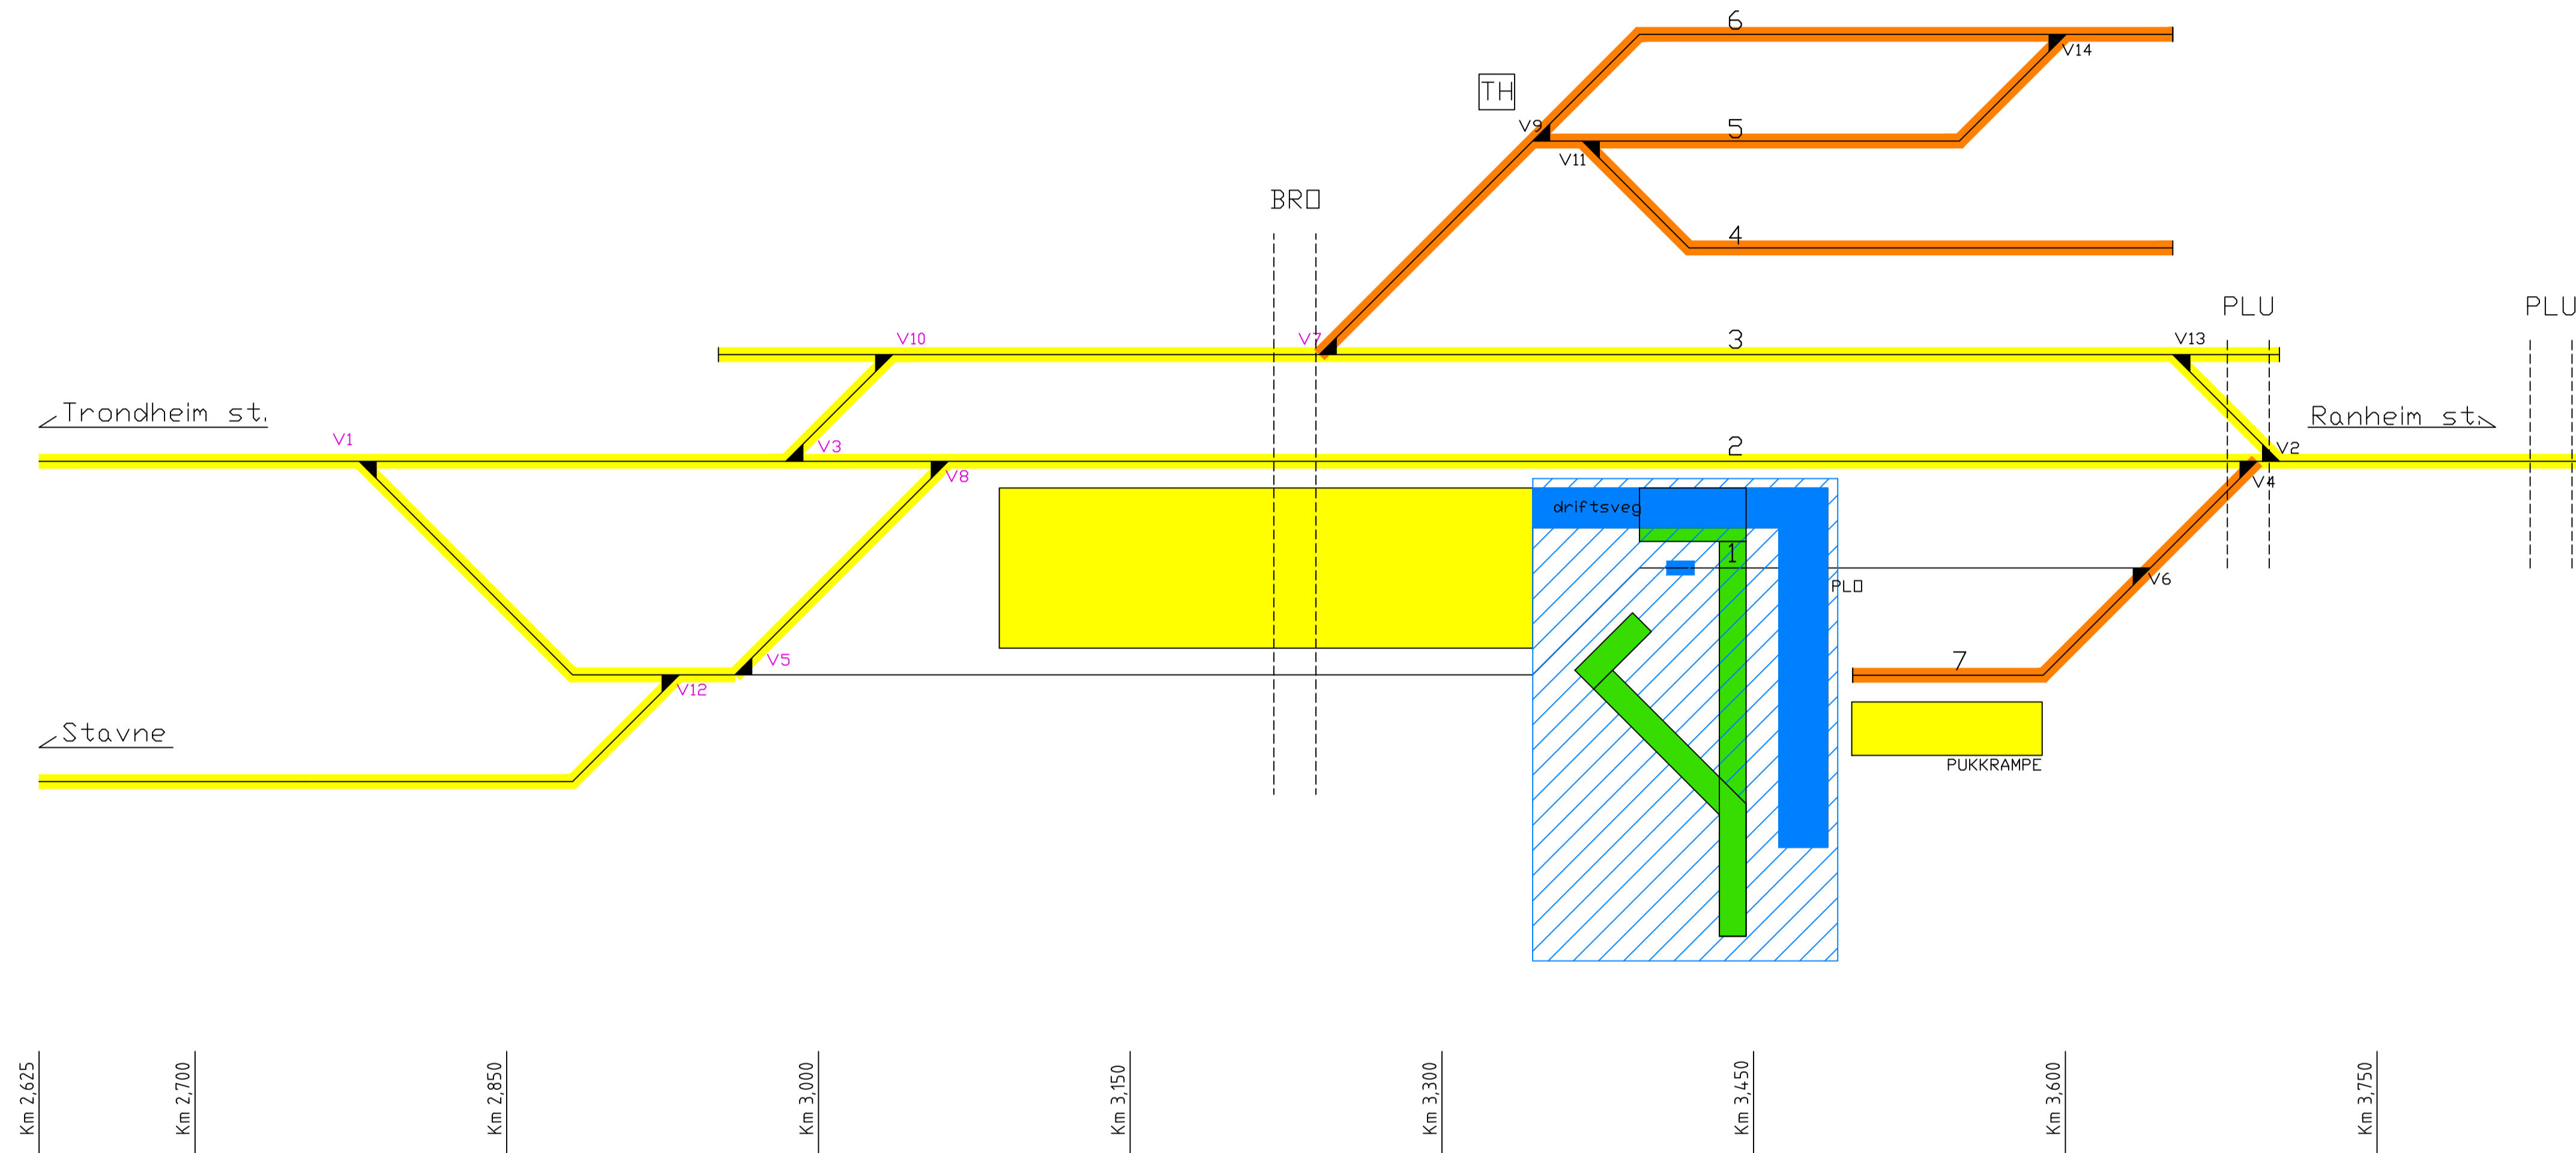 6
V14
TH
V9
5
V11
4
BRO
PLU
PLU
V10
V7
3
V13
Trondheim st.
Ranheim st.
V1
V3
2
V2
V8
V4
driftsveg
1
V6
PLO
V5
7
V12
Stavne
PUKKRAMPE
Km 2,625
Km 2,700
Km 2,850
Km 3,000
Km 3,150
Km 3,300
Km 3,450
Km 3,600
Km 3,750